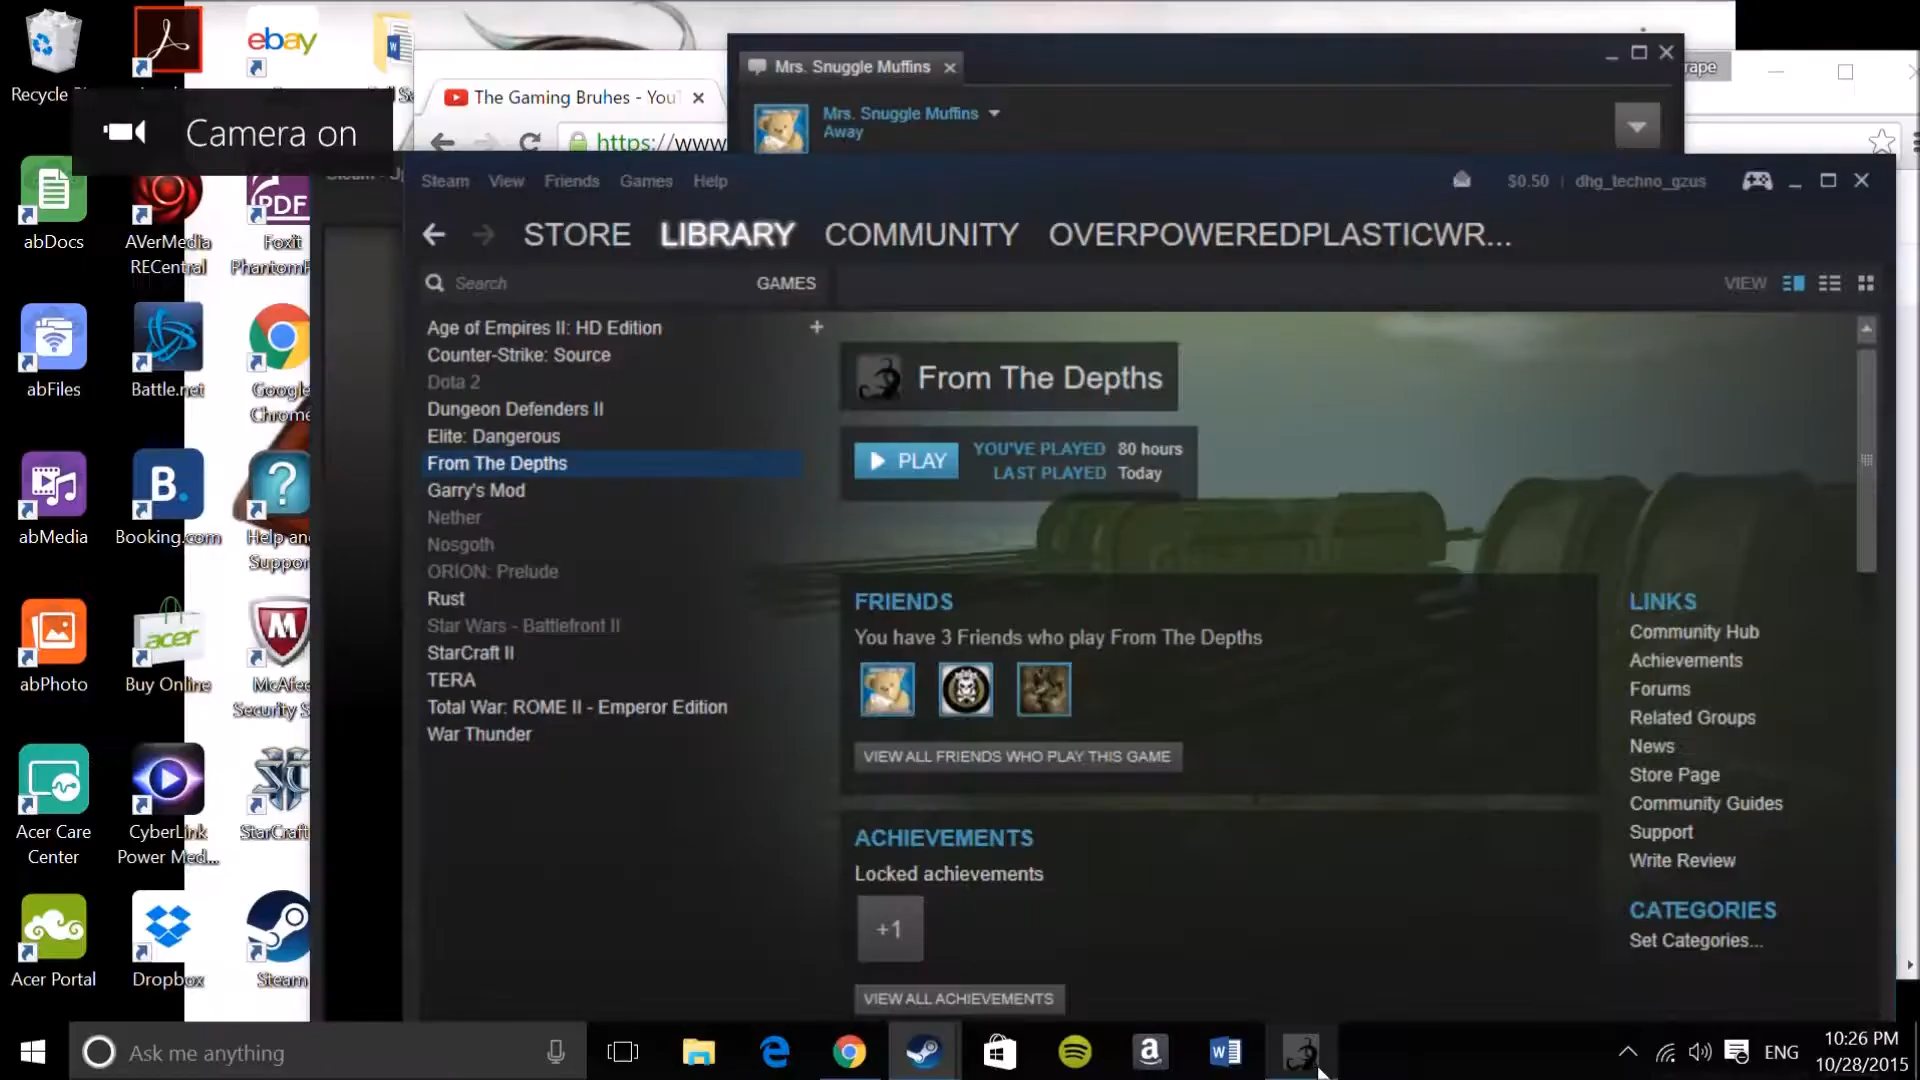 ebay
Recycle
Camera on
The Gaming Bruhes - You
https://www
Mrs. Snuggle Muffins
Mrs. Snuggle Muffins
Away
rape
Steam View Friends Games Help
$0.50 | dhg_techno_gzus
STORE LIBRARY COMMUNITY OVERPOWEREDPLASTICWR...
Search GAMES
VIEW
Age of Empires II: HD Edition
Counter-Strike: Source
Dota 2
Dungeon Defenders II
Elite: Dangerous
From The Depths
Garry's Mod
Nether
Nosgoth
ORION: Prelude
Rust
Star Wars - Battlefront II
StarCraft II
TERA
Total War: ROME II - Emperor Edition
War Thunder
From The Depths
PLAY
YOU'VE PLAYED 80 hours
LAST PLAYED Today
FRIENDS
You have 3 Friends who play From The Depths
VIEW ALL FRIENDS WHO PLAY THIS GAME
ACHIEVEMENTS
Locked achievements
+1
VIEW ALL ACHIEVEMENTS
LINKS
Community Hub
Achievements
Forums
Related Groups
News
Store Page
Community Guides
Support
Write Review
CATEGORIES
Set Categories...
abDocs
AVerMedia
RECentral
PDF
Foxit
PhantomP
abFiles
Battle.net
Google
Chrome
abMedia
B.
Booking.com
Help an
Suppor
abPhoto
acer
Buy Online
McAfee
Security S
Acer Care
Center
CyberLink
Power Med...
StarCraft
Acer Portal
Dropbox
Steam
Ask me anything
ENG
10:26 PM
10/28/2015